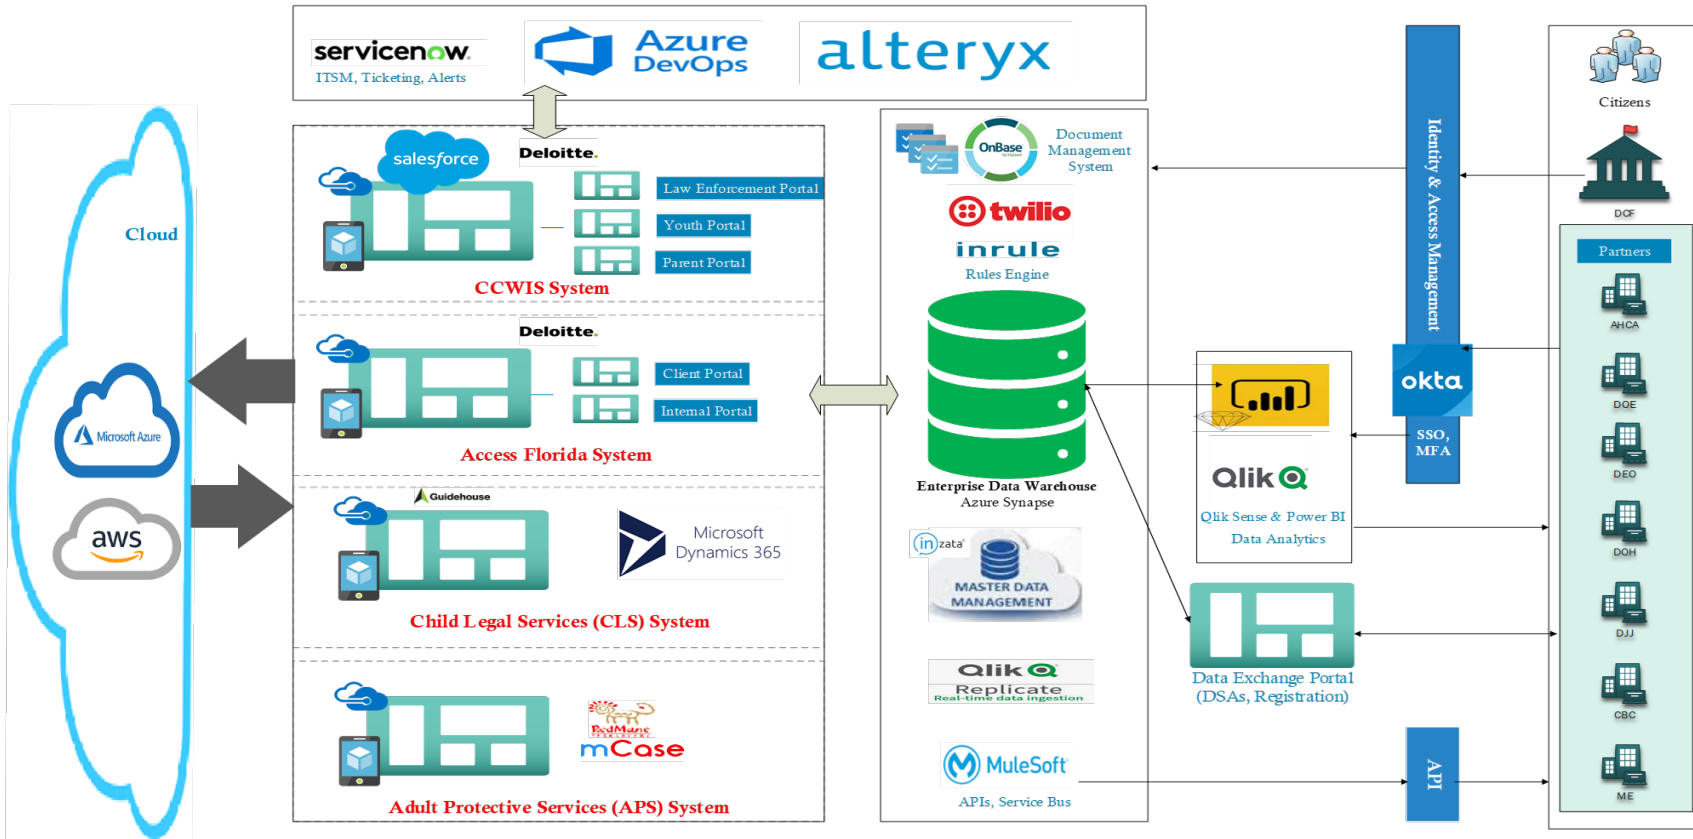 servicenow.
ITSM, Ticketing, Alerts
Azure
DevOps
alteryx
Cloud
Microsoft Azure
aws
salesforce
Deloitte.
Law Enforcement Portal
Youth Portal
Parent Portal
CCWIS System
Deloitte.
Client Portal
Internal Portal
Access Florida System
Guidehouse
Microsoft
Dynamics 365
Child Legal Services (CLS) System
RedMane
mCase
Adult Protective Services (APS) System
OnBase
Document
Management
System
twilio
inrule
Rules Engine
Enterprise Data Warehouse
Azure Synapse
inzata
MASTER DATA
MANAGEMENT
Qlik
Replicate
Real-time data ingestion
MuleSoft
APIs, Service Bus
Qlik
Qlik Sense & Power BI
Data Analytics
Data Exchange Portal
(DSAs, Registration)
Identity & Access Management
okta
SSO,
MFA
API
Citizens
DCF
Partners
AHCA
DOE
DEO
DOH
DJJ
CBC
ME